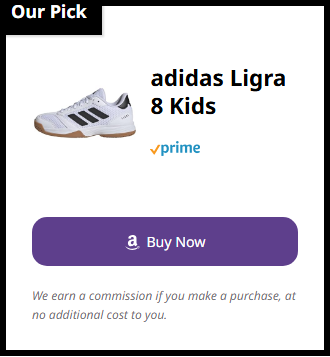 Our Pick
adidas Ligra
8 Kids
prime
Buy Now
We earn a commission if you make a purchase, at
no additional cost to you.